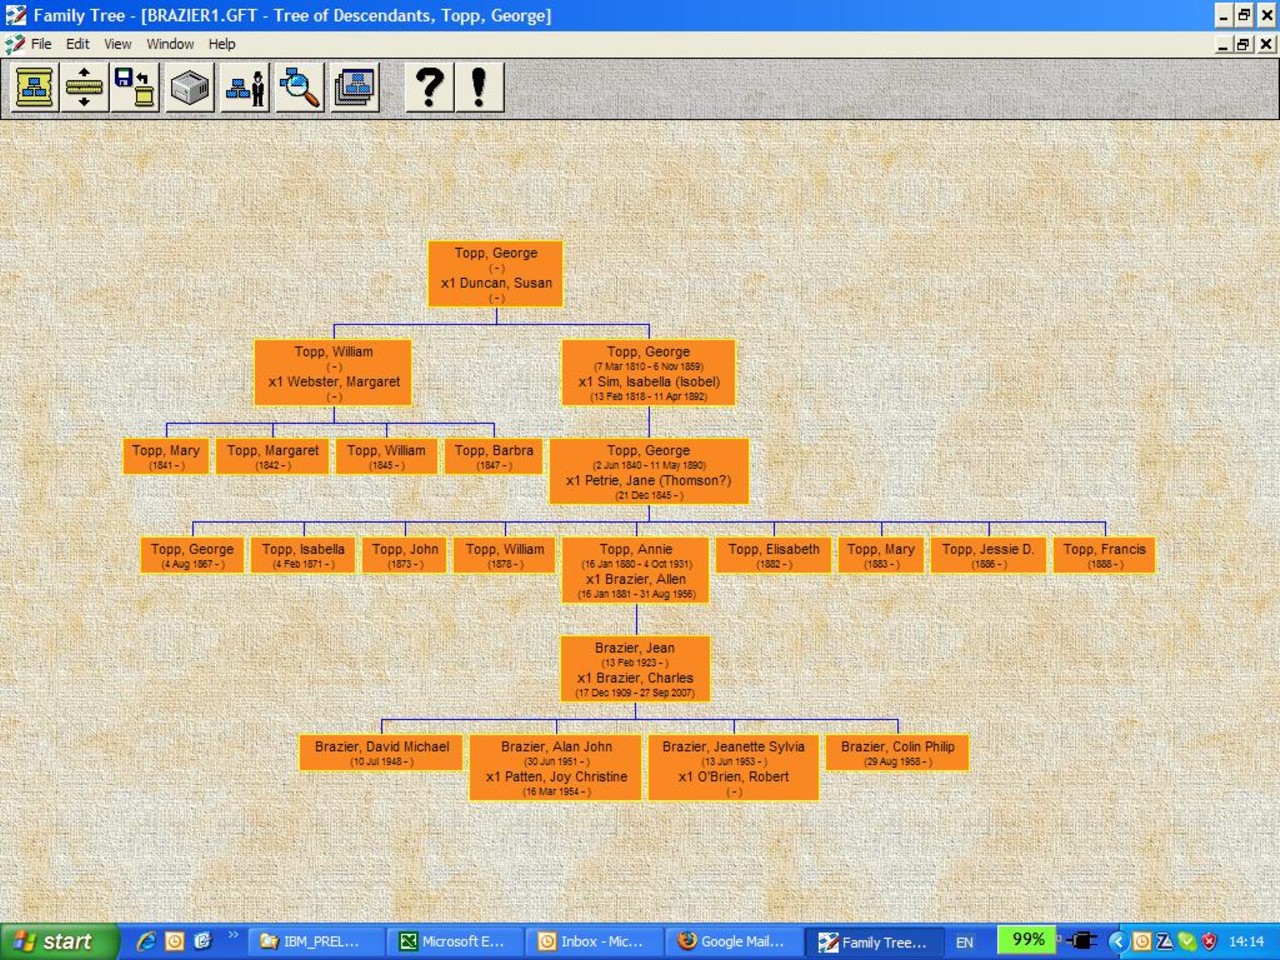 Family Tree - [BRAZIER1.GFT - Tree of Descendants, Topp, George]
File Edit View Window Help
Topp, George
( - )
x1 Duncan, Susan
( - )
Topp, William
( - )
x1 Webster, Margaret
( - )
Topp, George
(7 Mar 1810 - 6 Nov 1859)
x1 Sim, Isabella (Isobel)
(13 Feb 1818 - 11 Apr 1892)
Topp, Mary
(1841 - )
Topp, Margaret
(1842 - )
Topp, William
(1845 - )
Topp, Barbra
(1847 - )
Topp, George
(2 Jun 1840 - 11 May 1890)
x1 Petrie, Jane (Thomson?)
(21 Dec 1845 - )
Topp, George
(4 Aug 1867 - )
Topp, Isabella
(4 Feb 1871 - )
Topp, John
(1873 - )
Topp, William
(1878 - )
Topp, Annie
(16 Jan 1880 - 4 Oct 1931)
x1 Brazier, Allen
(16 Jan 1881 - 31 Aug 1956)
Topp, Elisabeth
(1882 - )
Topp, Mary
(1883 - )
Topp, Jessie D.
(1886 - )
Topp, Francis
(1888 - )
Brazier, Jean
(13 Feb 1923 - )
x1 Brazier, Charles
(17 Dec 1909 - 27 Sep 2007)
Brazier, David Michael
(10 Jul 1948 - )
Brazier, Alan John
(30 Jun 1951 - )
x1 Patten, Joy Christine
(16 Mar 1954 - )
Brazier, Jeanette Sylvia
(13 Jun 1953 - )
x1 O'Brien, Robert
( - )
Brazier, Colin Philip
(29 Aug 1958 - )
start IBM_PREL... Microsoft E... Inbox - Mic... Google Mail... Family Tree... EN 99% 14:14